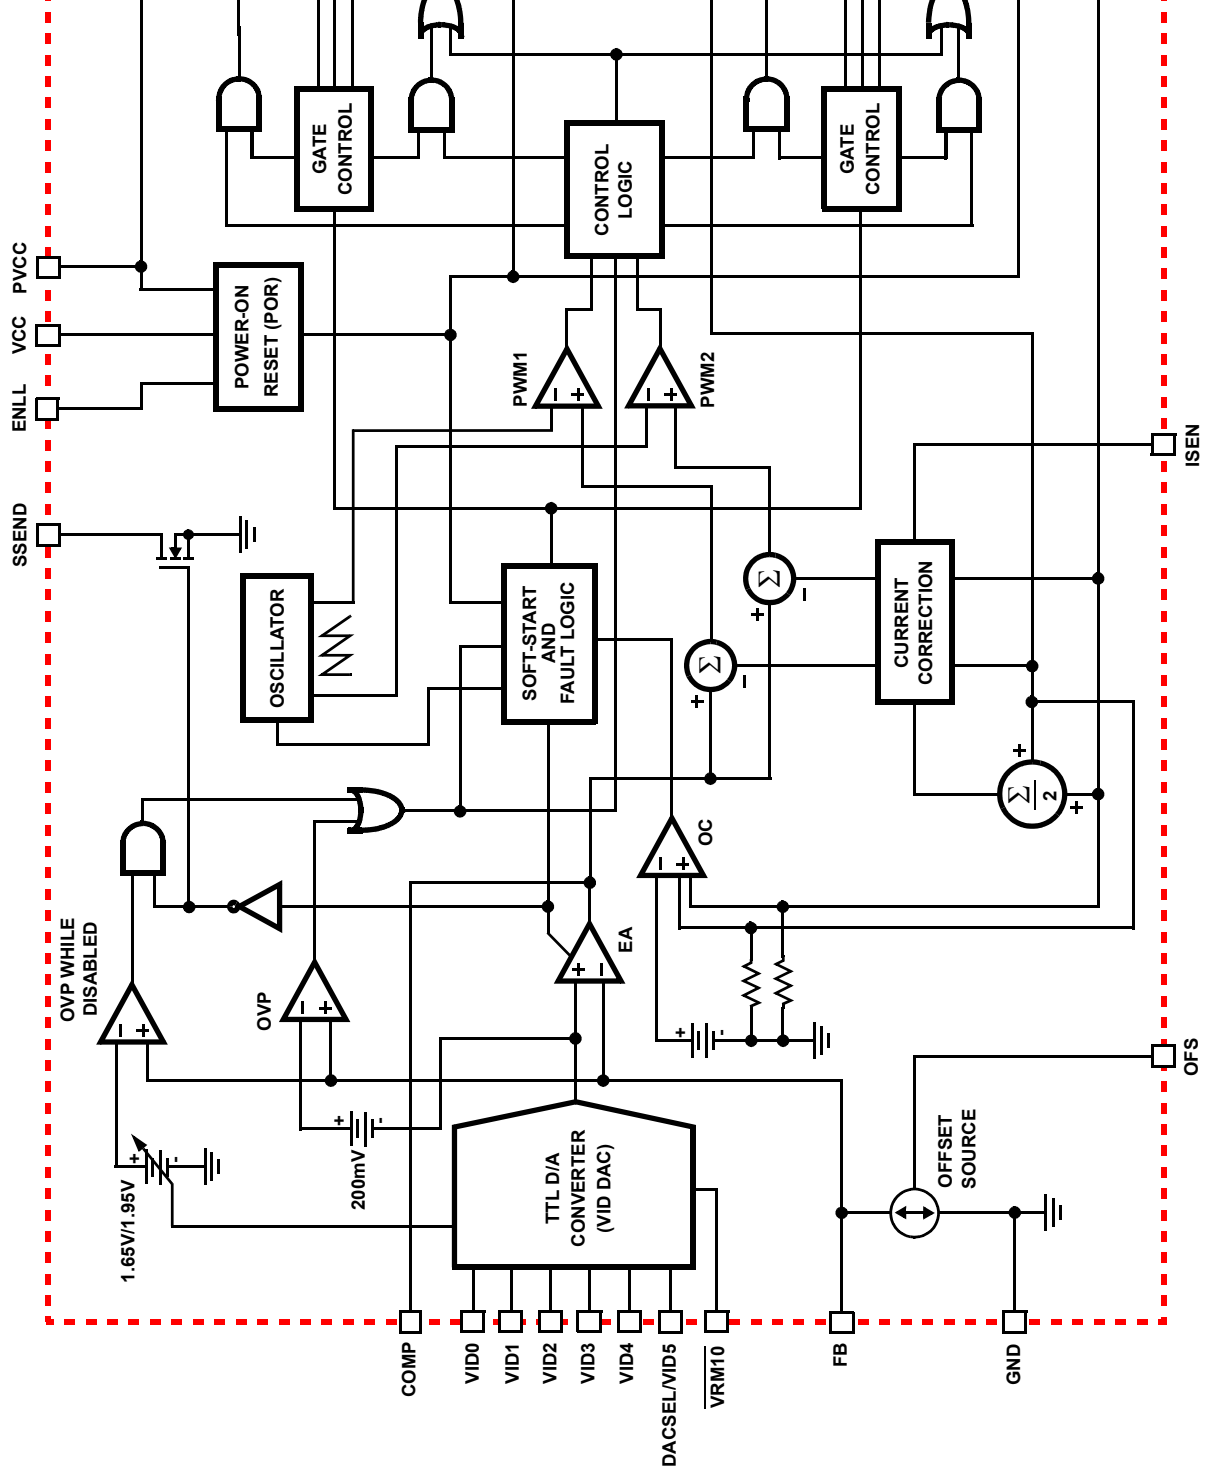 PVCC
VCC
ENLL
SSEND
GATE
CONTROL
CONTROL
LOGIC
GATE
CONTROL
POWER-ON
RESET (POR)
PWM1
- +
- +
PWM2
ISEN
OSCILLATOR
SOFT-START
AND
FAULT LOGIC
Σ
+
-
Σ
+
-
CURRENT
CORRECTION
Σ
2
+
+
OVP WHILE
DISABLED
- +
OVP
- +
EA
+ -
OC
- +
+ -
OFS
1.65V/1.95V
+ -
200mV
+ -
TTL D/A
CONVERTER
(VID DAC)
OFFSET
SOURCE
COMP
VID0
VID1
VID2
VID3
VID4
DACSEL/VID5
VRM10
FB
GND